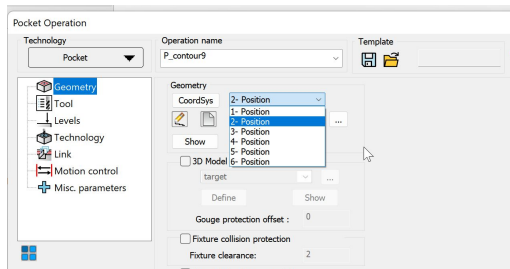 Pocket Operation
Technology
Pocket
Operation name
P_contour9
Template
Geometry
Tool
Levels
Technology
Link
Motion control
Misc. parameters
Geometry
CoordSys
2- Position
1- Position
2- Position
3- Position
4- Position
5- Position
6- Position
...
Show
3D Model
target
...
Define
Show
Gouge protection offset :
0
Fixture collision protection
Fixture clearance:
2